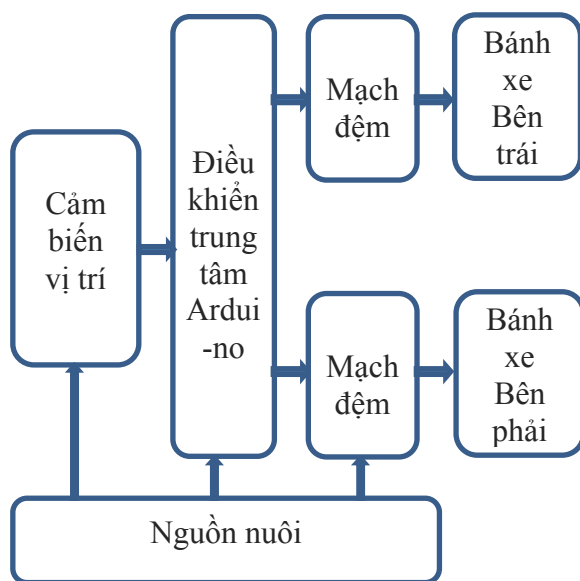 Cảm
biến
vị trí
Điều
khiển
trung
tâm
Ardui
-no
Mạch
đệm
Bánh
xe
Bên
trái
Mạch
đệm
Bánh
xe
Bên
phải
Nguồn nuôi